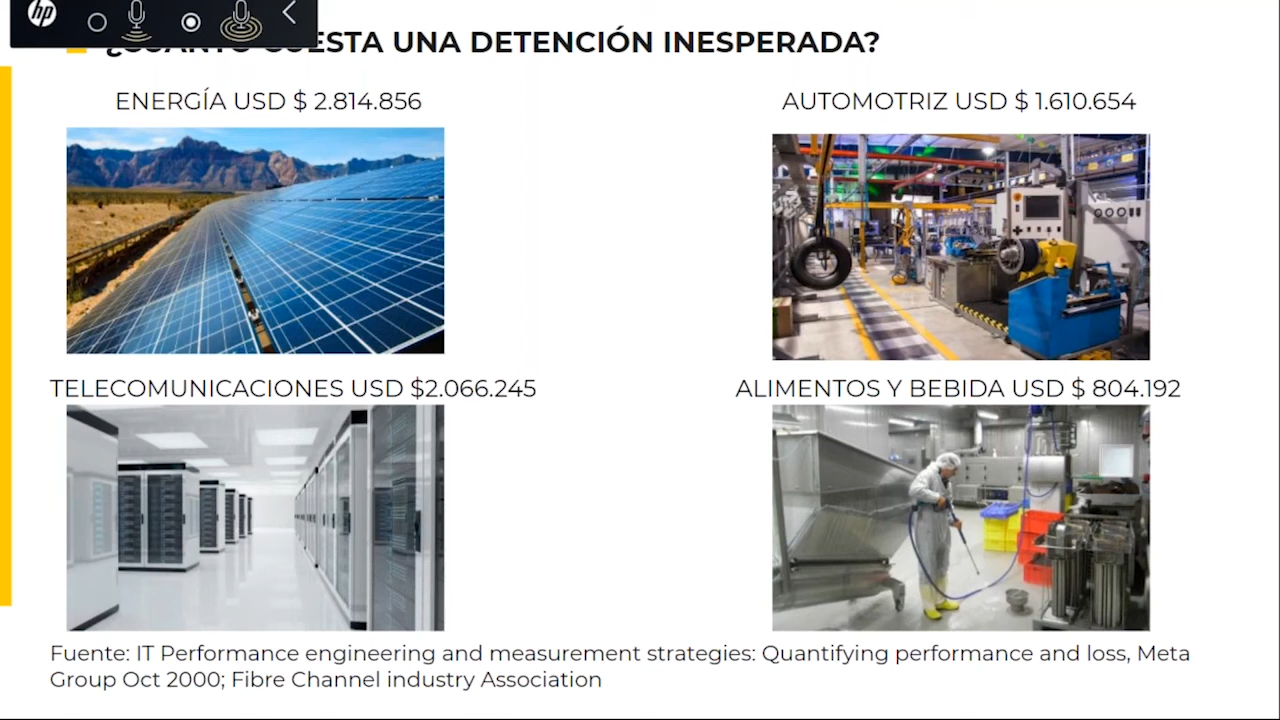 hp
¿CUÁNTO CUESTA UNA DETENCIÓN INESPERADA?
ENERGÍA USD $ 2.814.856
AUTOMOTRIZ USD $ 1.610.654
TELECOMUNICACIONES USD $2.066.245
ALIMENTOS Y BEBIDA USD $ 804.192
Fuente: IT Performance engineering and measurement strategies: Quantifying performance and loss, Meta
Group Oct 2000; Fibre Channel industry Association